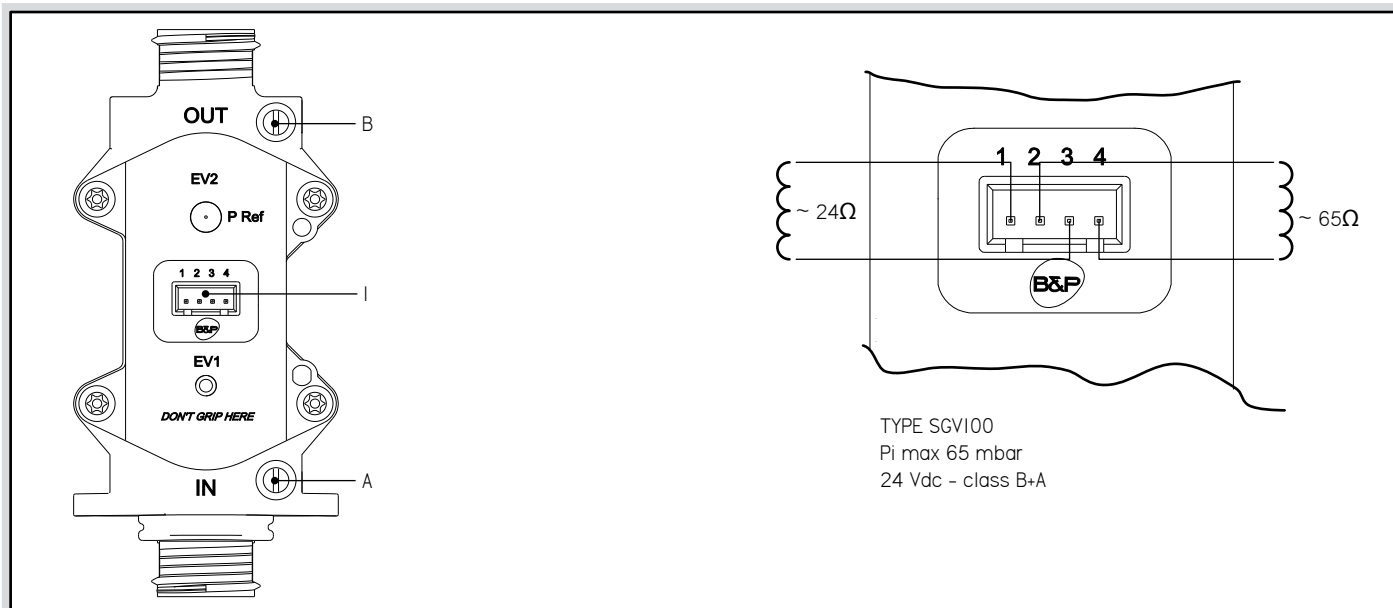 OUT
B
EV2
P Ref
1 2 3 4
I
B&P
EV1
DON'T GRIP HERE
A
IN
1 2 3 4
~ 24Ω
~ 65Ω
B&P
TYPE SGV100
Pi max 65 mbar
24 Vdc - class B+A